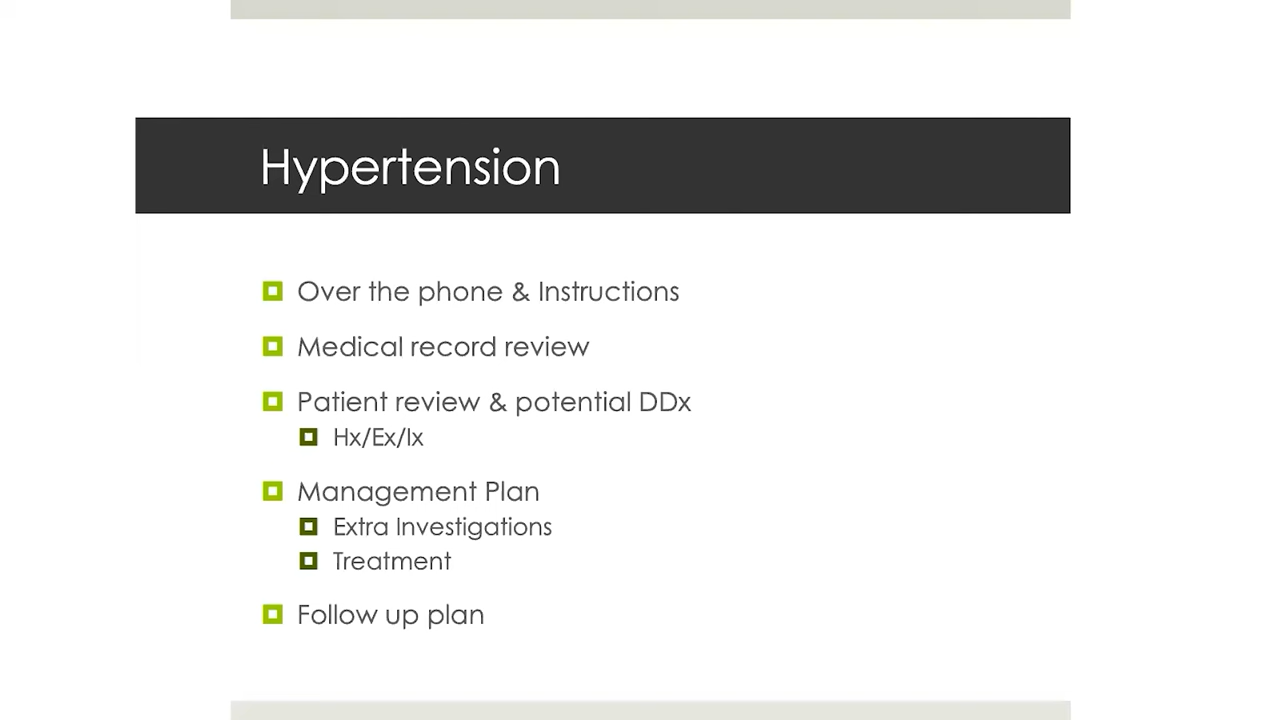 Hypertension
Over the phone & Instructions
Medical record review
Patient review & potential DDx
Hx/Ex/Ix
Management Plan
Extra Investigations
Treatment
Follow up plan